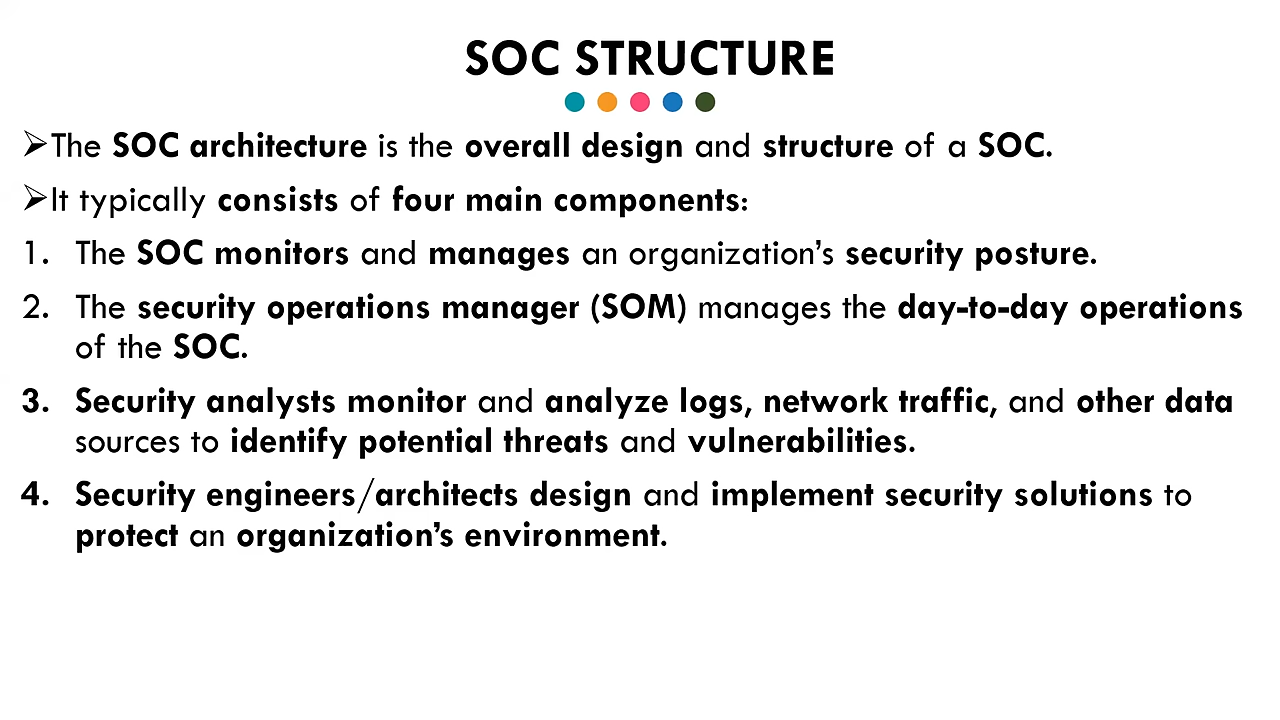 SOC STRUCTURE
➢The SOC architecture is the overall design and structure of a SOC.
➢It typically consists of four main components:
1. The SOC monitors and manages an organization’s security posture.
2. The security operations manager (SOM) manages the day-to-day operations
of the SOC.
3. Security analysts monitor and analyze logs, network traffic, and other data
sources to identify potential threats and vulnerabilities.
4. Security engineers/architects design and implement security solutions to
protect an organization’s environment.